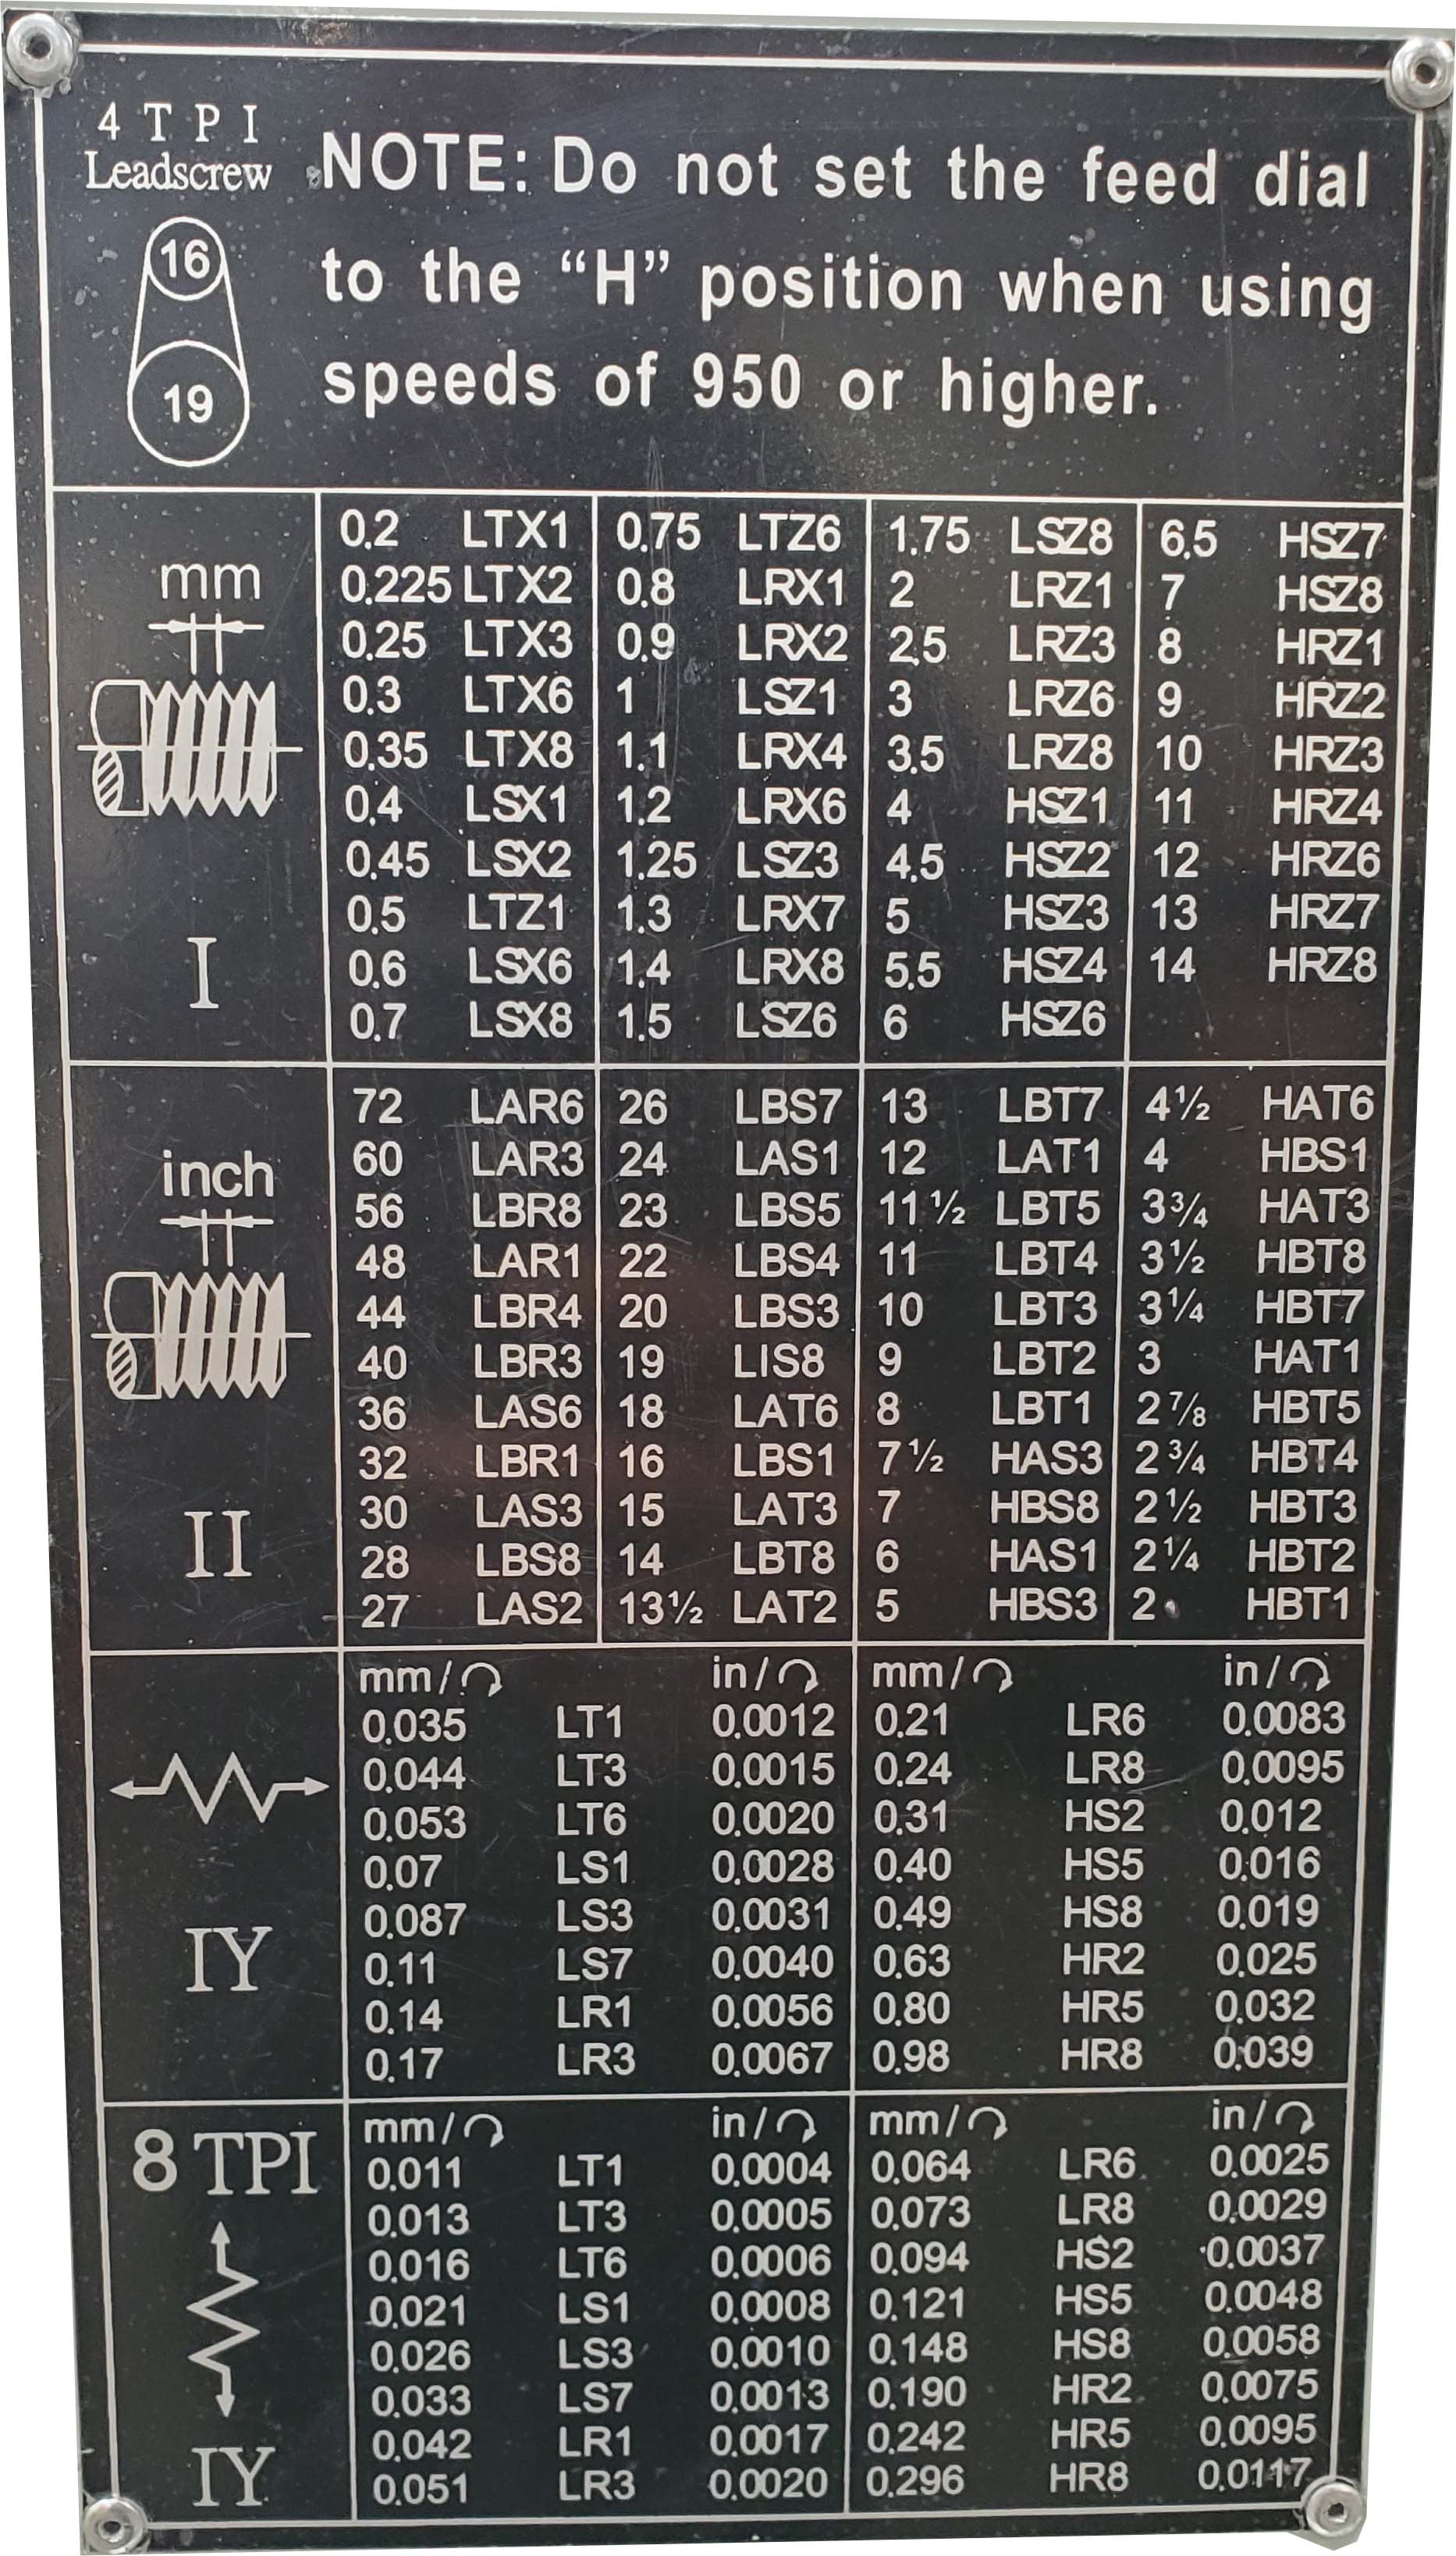 4 T P I
Leadscrew
16
19
NOTE: Do not set the feed dial
to the “H” position when using
speeds of 950 or higher.
mm
I
0.2 LTX1 0.75 LTZ6 1.75 LSZ8 6.5 HSZ7
0.225 LTX2 0.8 LRX1 2 LRZ1 7 HSZ8
0.25 LTX3 0.9 LRX2 2.5 LRZ3 8 HRZ1
0.3 LTX6 1 LSZ1 3 LRZ6 9 HRZ2
0.35 LTX8 1.1 LRX4 3.5 LRZ8 10 HRZ3
0.4 LSX1 1.2 LRX6 4 HSZ1 11 HRZ4
0.45 LSX2 1.25 LSZ3 4.5 HSZ2 12 HRZ6
0.5 LTZ1 1.3 LRX7 5 HSZ3 13 HRZ7
0.6 LSX6 1.4 LRX8 5.5 HSZ4 14 HRZ8
0.7 LSX8 1.5 LSZ6 6 HSZ6
inch
II
72 LAR6 26 LBS7 13 LBT7 4½ HAT6
60 LAR3 24 LAS1 12 LAT1 4 HBS1
56 LBR8 23 LBS5 11½ LBT5 3¾ HAT3
48 LAR1 22 LBS4 11 LBT4 3½ HBT8
44 LBR4 20 LBS3 10 LBT3 3¼ HBT7
40 LBR3 19 LIS8 9 LBT2 3 HAT1
36 LAS6 18 LAT6 8 LBT1 2⅞ HBT5
32 LBR1 16 LBS1 7½ HAS3 2¾ HBT4
30 LAS3 15 LAT3 7 HBS8 2½ HBT3
28 LBS8 14 LBT8 6 HAS1 2¼ HBT2
27 LAS2 13½ LAT2 5 HBS3 2 HBT1
IY
mm/ in/ mm/ in/
0.035 LT1 0.0012 0.21 LR6 0.0083
0.044 LT3 0.0015 0.24 LR8 0.0095
0.053 LT6 0.0020 0.31 HS2 0.012
0.07 LS1 0.0028 0.40 HS5 0.016
0.087 LS3 0.0031 0.49 HS8 0.019
0.11 LS7 0.0040 0.63 HR2 0.025
0.14 LR1 0.0056 0.80 HR5 0.032
0.17 LR3 0.0067 0.98 HR8 0.039
8 TPI
IY
mm/ in/ mm/ in/
0.011 LT1 0.0004 0.064 LR6 0.0025
0.013 LT3 0.0005 0.073 LR8 0.0029
0.016 LT6 0.0006 0.094 HS2 0.0037
0.021 LS1 0.0008 0.121 HS5 0.0048
0.026 LS3 0.0010 0.148 HS8 0.0058
0.033 LS7 0.0013 0.190 HR2 0.0075
0.042 LR1 0.0017 0.242 HR5 0.0095
0.051 LR3 0.0020 0.296 HR8 0.0117